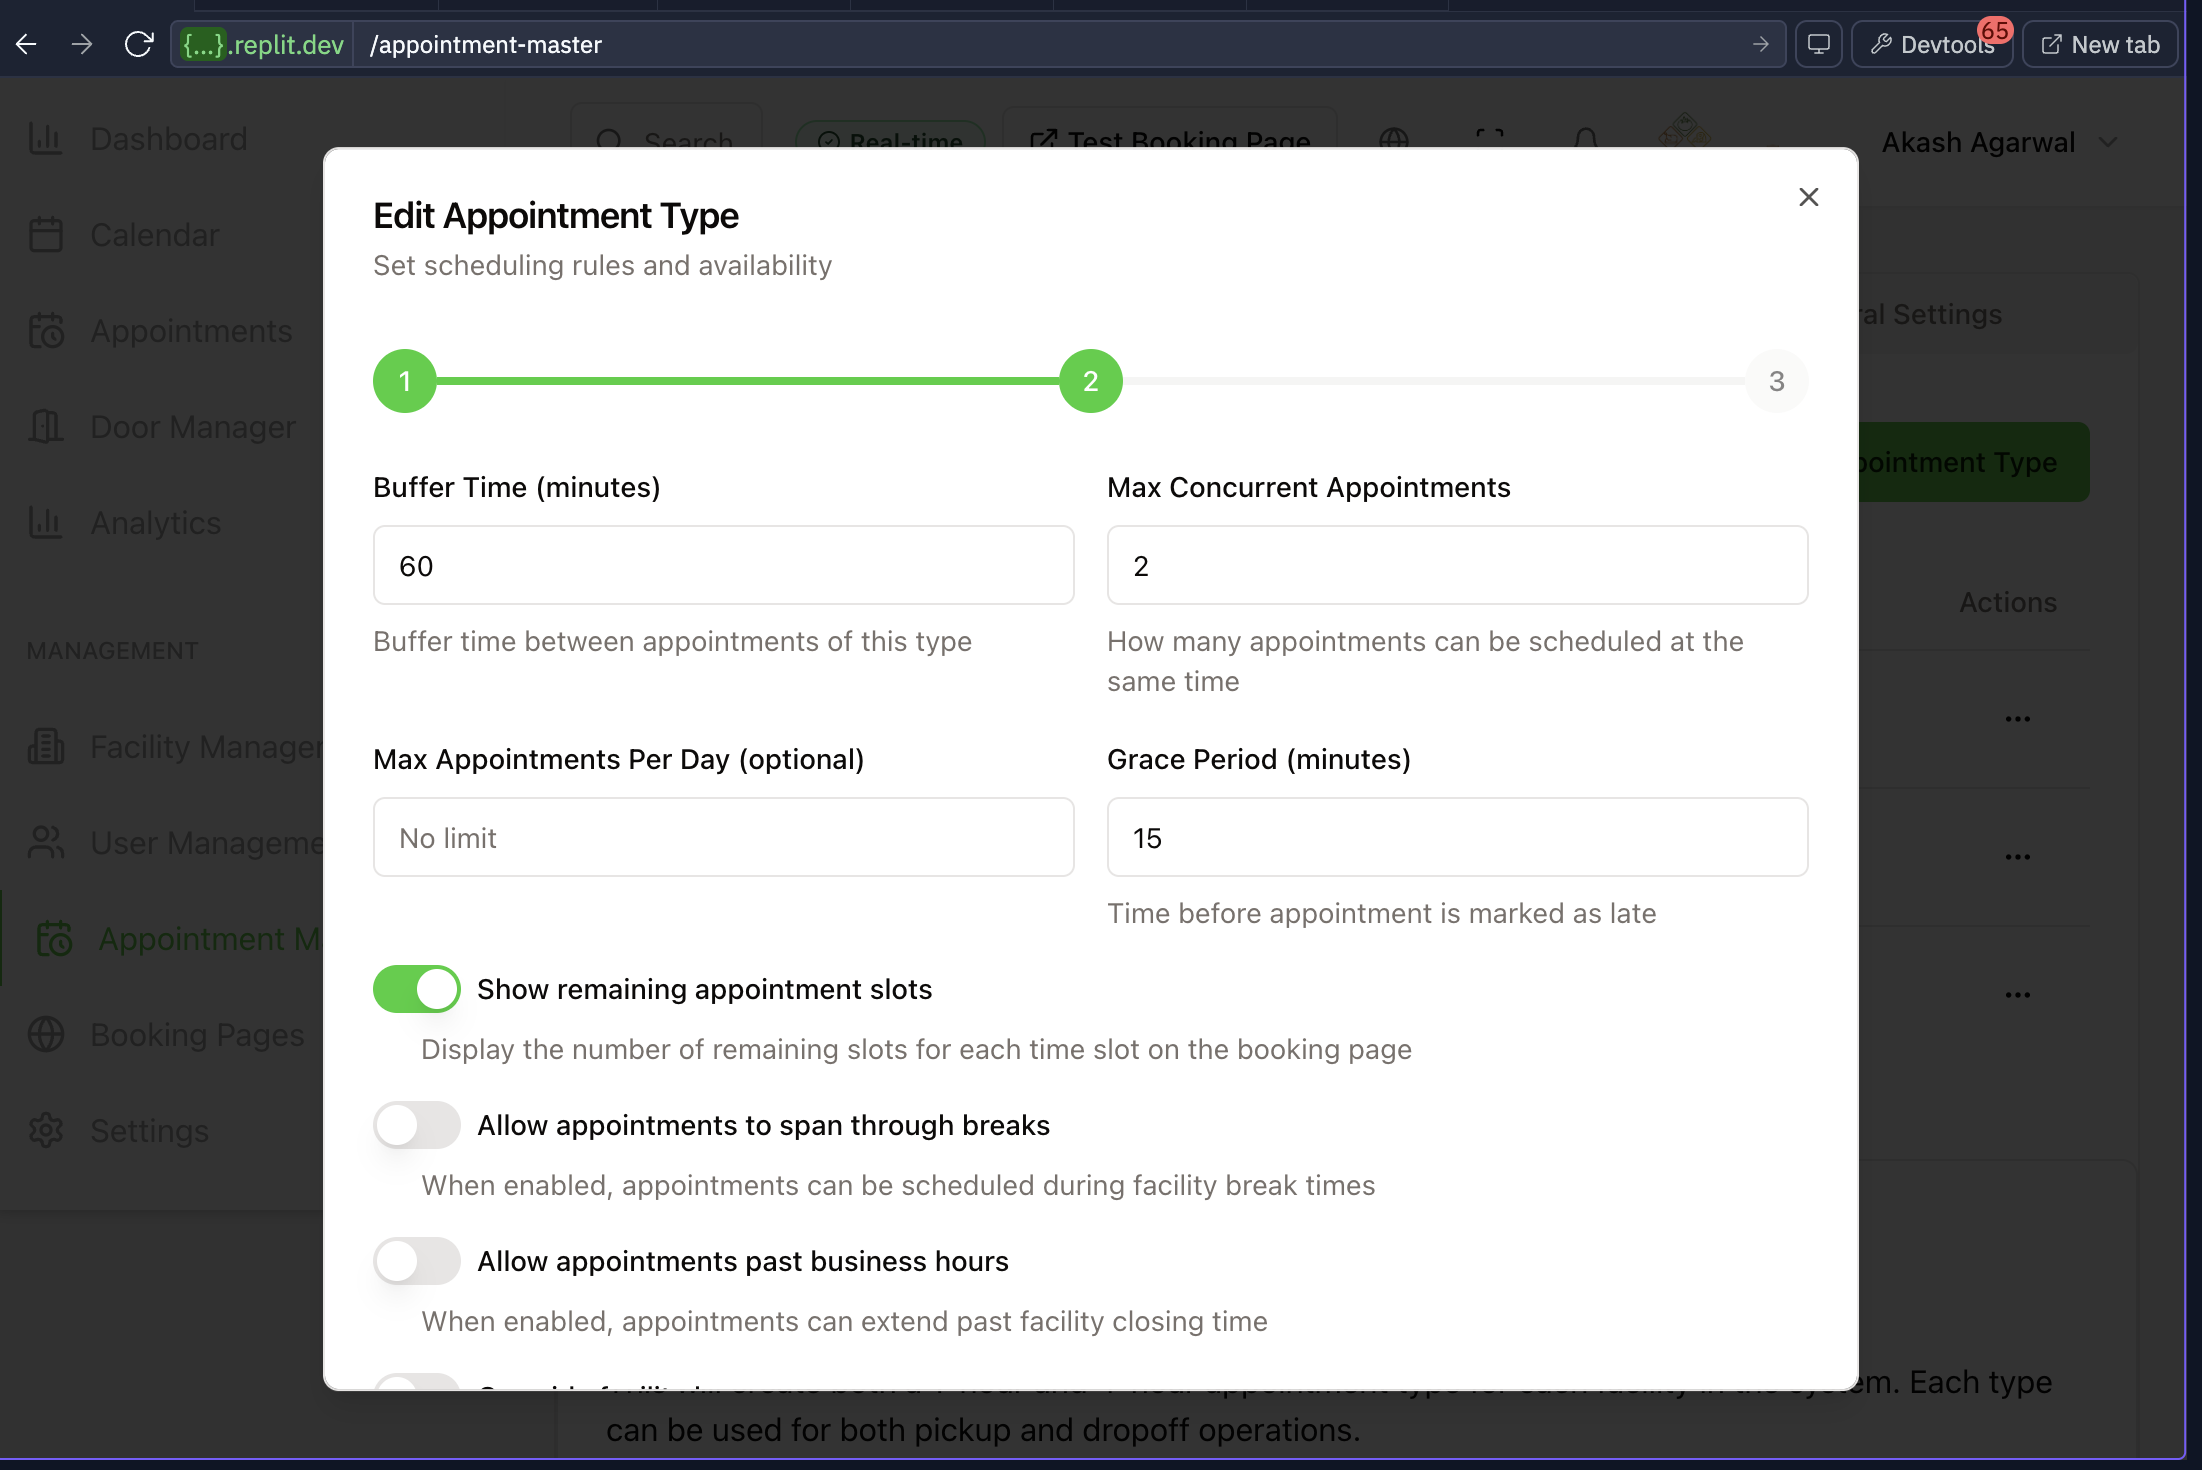 {...}.replit.dev /appointment-master
Devtools 65
New tab
Dashboard
Search
Real-time
Test Booking Page
Akash Agarwal
Calendar
Appointments
Door Manager
Analytics
MANAGEMENT
Facility Manager
User Manageme
Appointment M
Booking Pages
Settings
Edit Appointment Type
Set scheduling rules and availability
1
2
3
Buffer Time (minutes)
60
Buffer time between appointments of this type
Max Concurrent Appointments
2
How many appointments can be scheduled at the
same time
Max Appointments Per Day (optional)
No limit
Grace Period (minutes)
15
Time before appointment is marked as late
Show remaining appointment slots
Display the number of remaining slots for each time slot on the booking page
Allow appointments to span through breaks
When enabled, appointments can be scheduled during facility break times
Allow appointments past business hours
When enabled, appointments can extend past facility closing time
Settings
pointment Type
Actions
Each type
can be used for both pickup and dropoff operations.